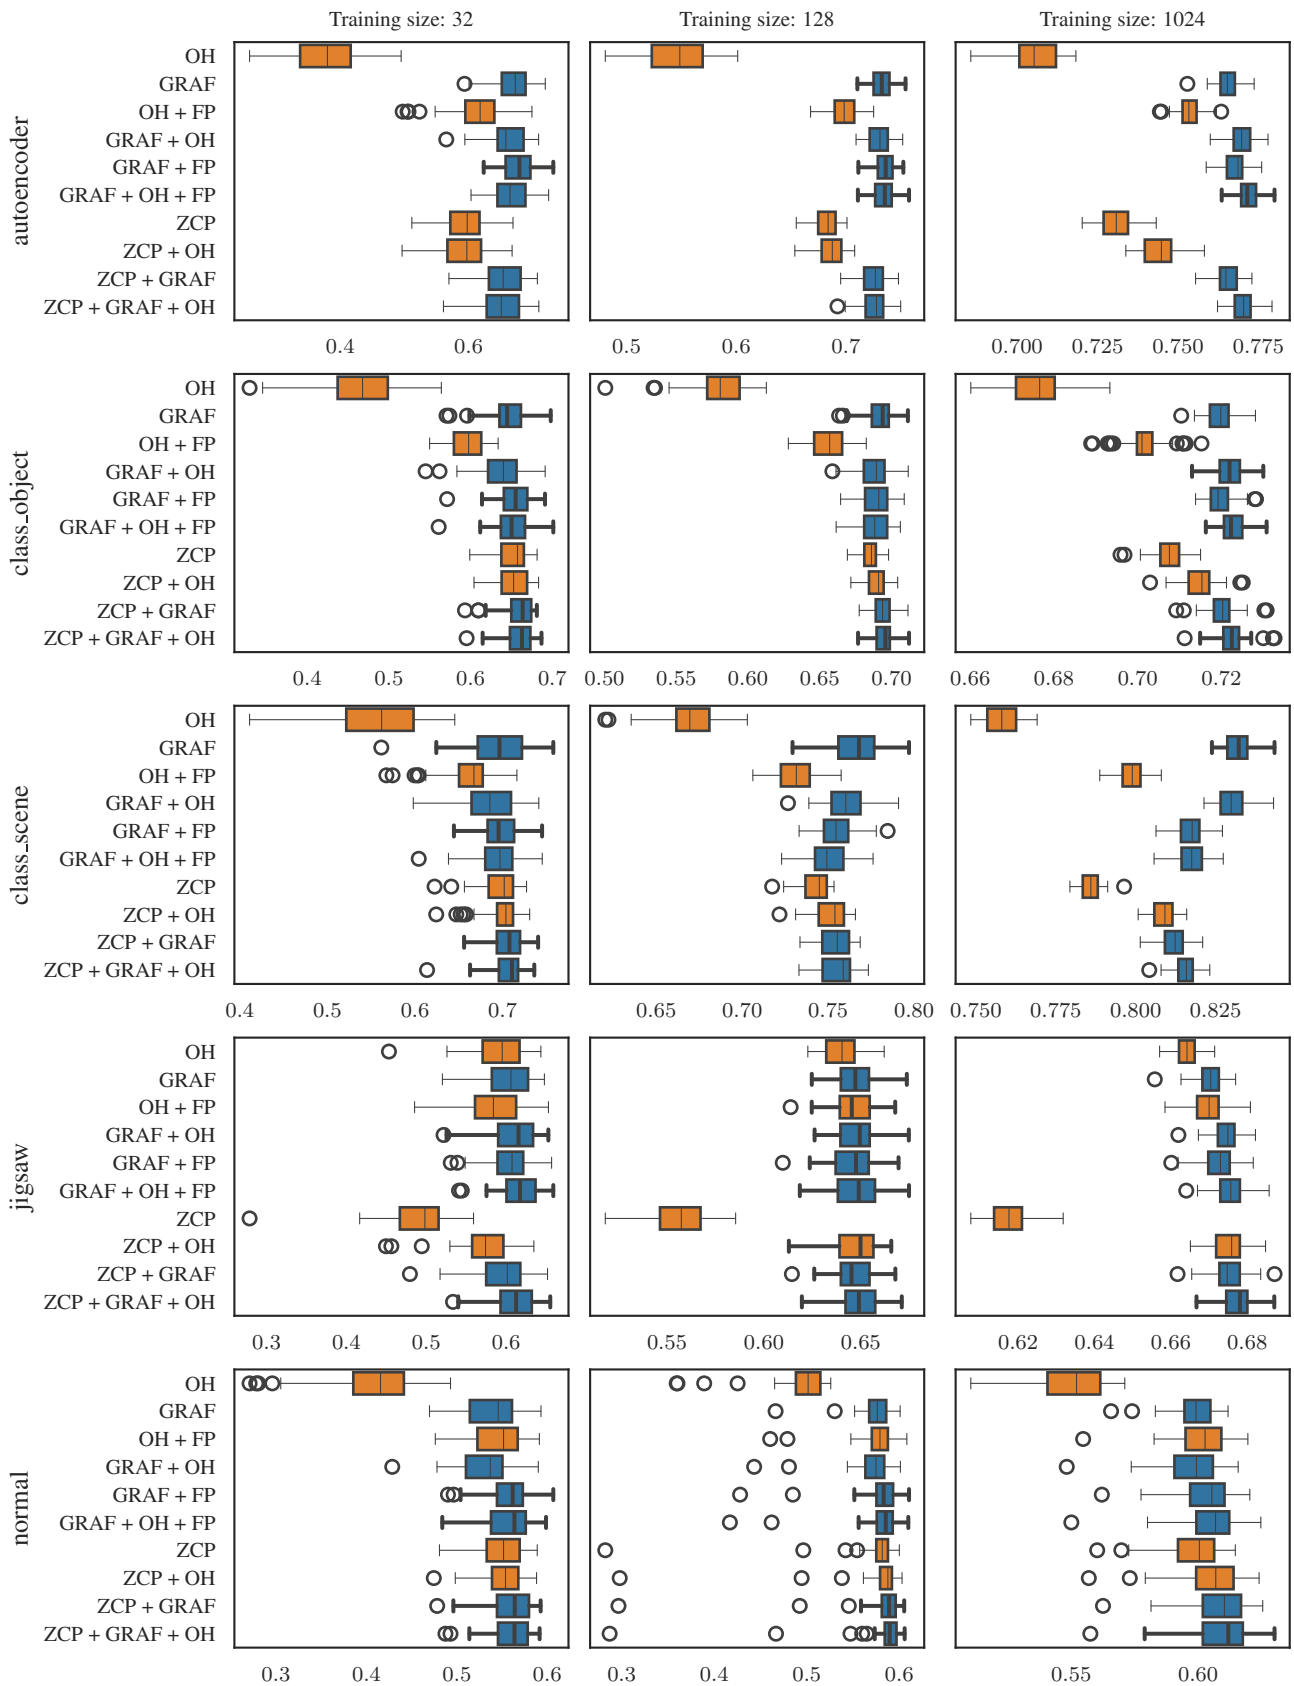 Training size: 32 Training size: 128 Training size: 1024
autoencoder
OH
GRAF
OH + FP
GRAF + OH
GRAF + FP
GRAF + OH + FP
ZCP
ZCP + OH
ZCP + GRAF
ZCP + GRAF + OH
0.4 0.6 0.5 0.6 0.7 0.700 0.725 0.750 0.775
class_object
OH
GRAF
OH + FP
GRAF + OH
GRAF + FP
GRAF + OH + FP
ZCP
ZCP + OH
ZCP + GRAF
ZCP + GRAF + OH
0.4 0.5 0.6 0.7 0.50 0.55 0.60 0.65 0.70 0.66 0.68 0.70 0.72
class_scene
OH
GRAF
OH + FP
GRAF + OH
GRAF + FP
GRAF + OH + FP
ZCP
ZCP + OH
ZCP + GRAF
ZCP + GRAF + OH
0.4 0.5 0.6 0.7 0.65 0.70 0.75 0.80 0.750 0.775 0.800 0.825
jigsaw
OH
GRAF
OH + FP
GRAF + OH
GRAF + FP
GRAF + OH + FP
ZCP
ZCP + OH
ZCP + GRAF
ZCP + GRAF + OH
0.3 0.4 0.5 0.6 0.55 0.60 0.65 0.62 0.64 0.66 0.68
normal
OH
GRAF
OH + FP
GRAF + OH
GRAF + FP
GRAF + OH + FP
ZCP
ZCP + OH
ZCP + GRAF
ZCP + GRAF + OH
0.3 0.4 0.5 0.6 0.3 0.4 0.5 0.6 0.55 0.60